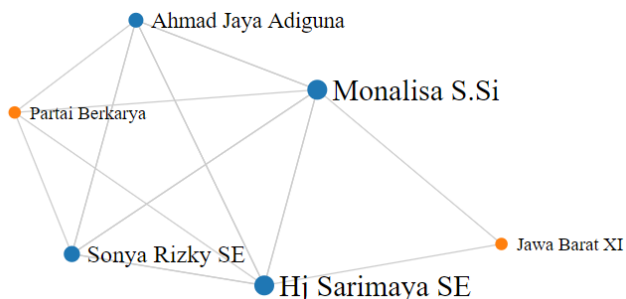 Ahmad Jaya Adiguna
Monalisa S.Si
Partai Berkarya
Jawa Barat XI
Sonya Rizky SE
Hj Sarimaya SE